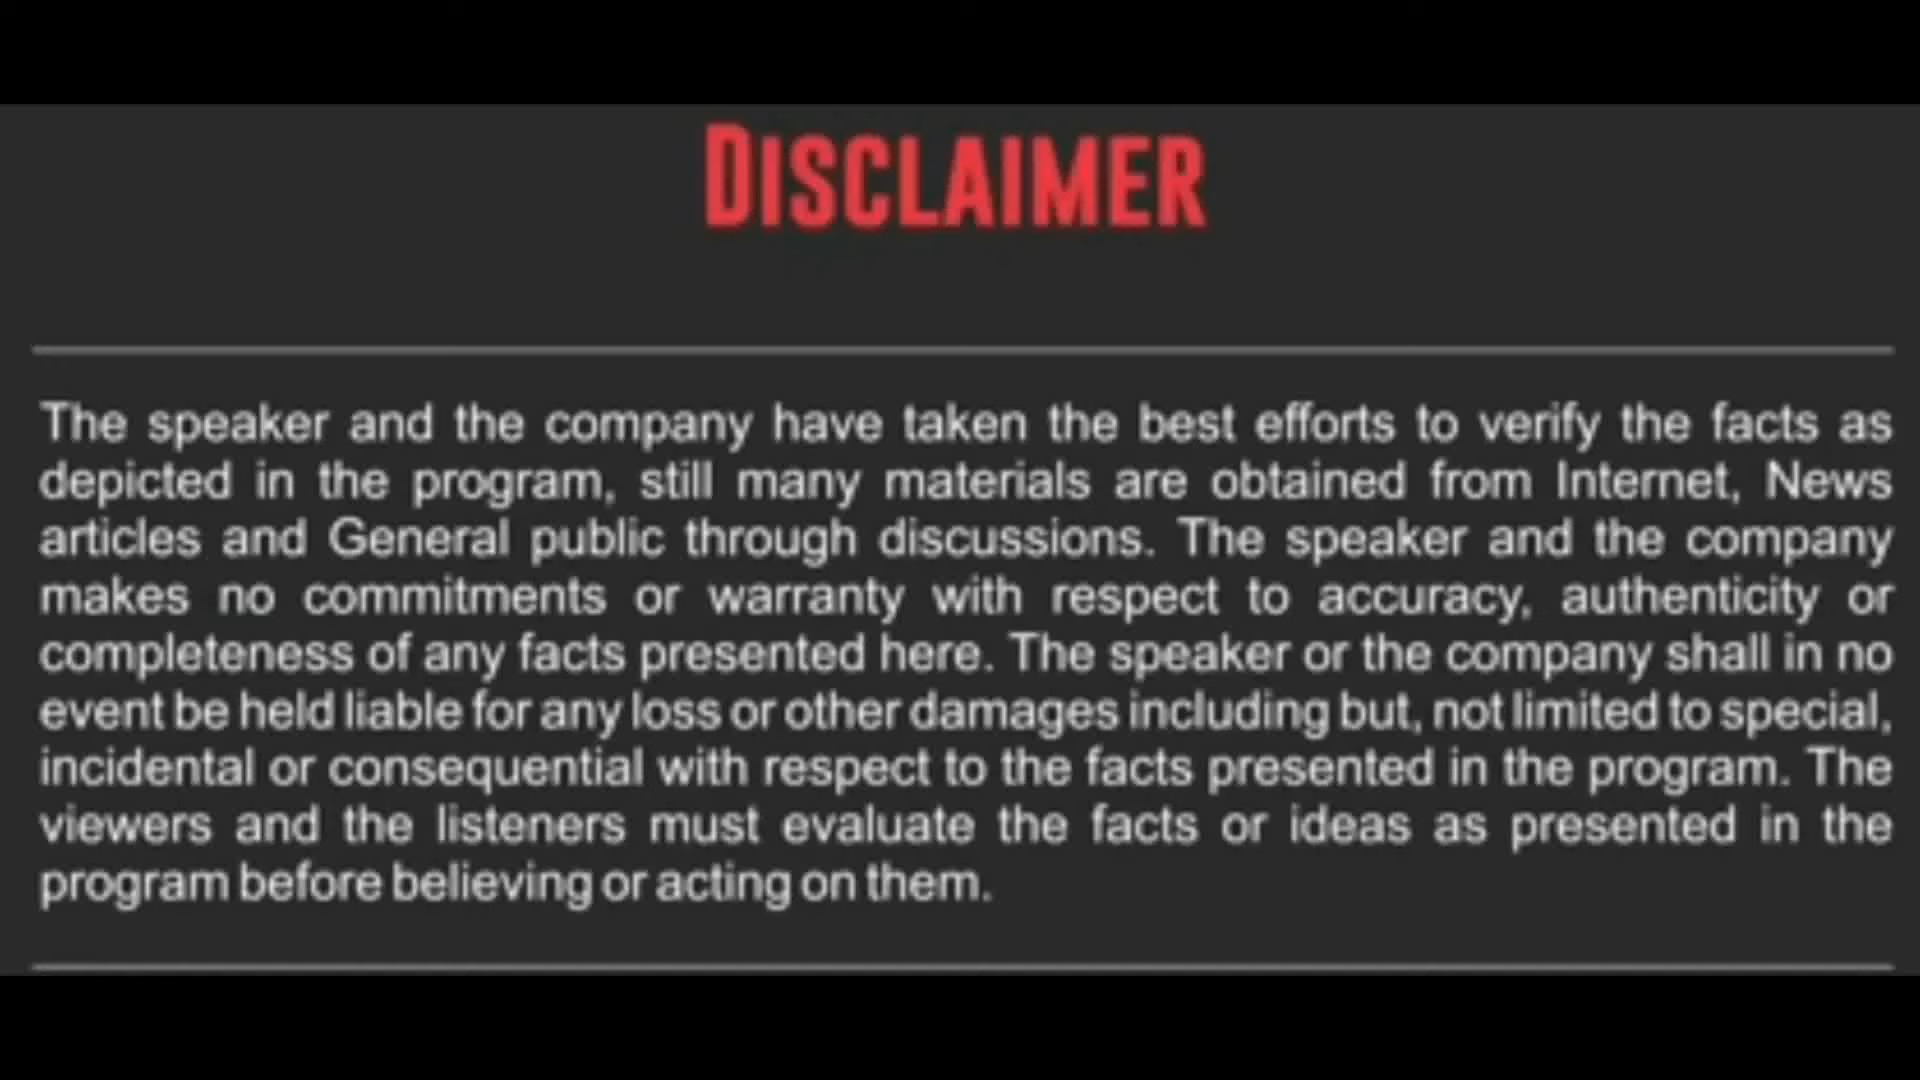 DISCLAIMER
The speaker and the company have taken the best efforts to verify the facts as
depicted in the program, still many materials are obtained from Internet, News
articles and General public through discussions. The speaker and the company
makes no commitments or warranty with respect to accuracy, authenticity or
completeness of any facts presented here. The speaker or the company shall in no
event be held liable for any loss or other damages including but, not limited to special,
incidental or consequential with respect to the facts presented in the program. The
viewers and the listeners must evaluate the facts or ideas as presented in the
program before believing or acting on them.